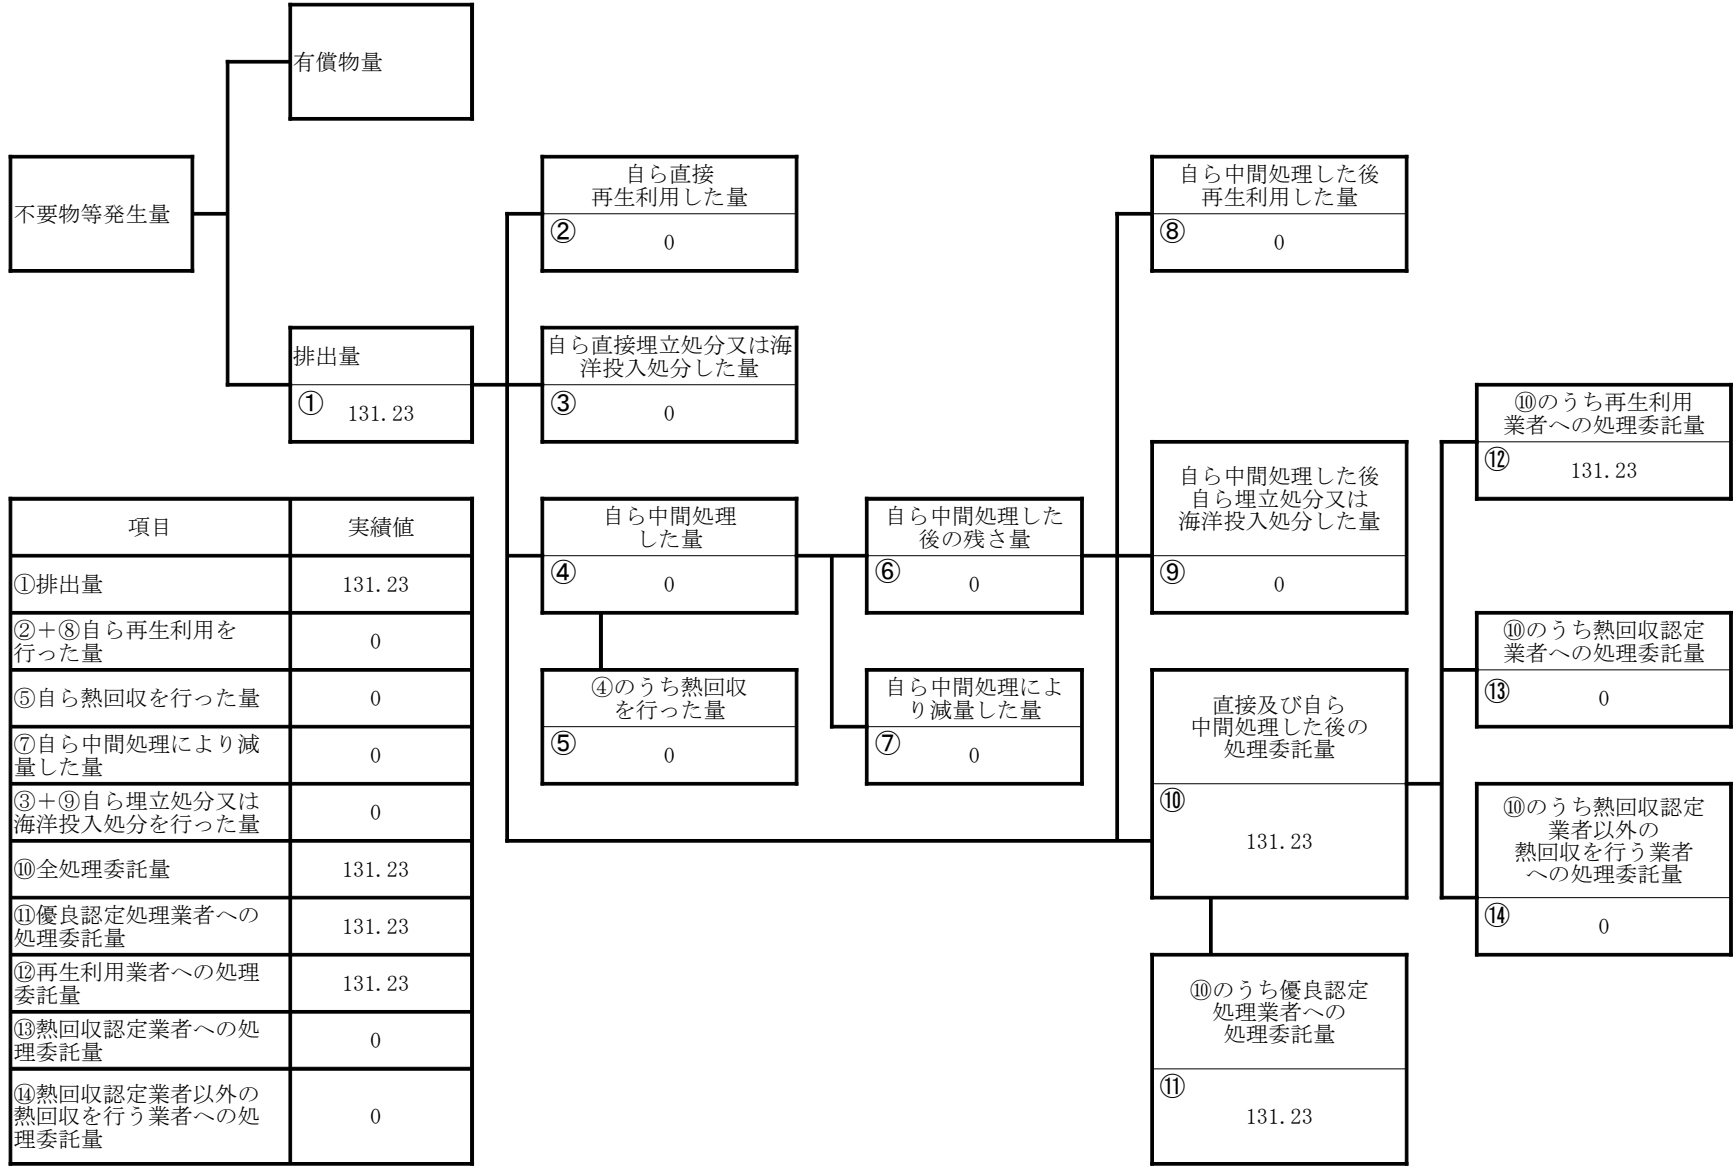 有償物量
不要物等発生量
排出量
①
131.23
自ら直接
再生利用した量
②
0
自ら直接埋立処分又は海
洋投入処分した量
③
0
自ら中間処理
した量
④
0
④のうち熱回収
を行った量
⑤
0
自ら中間処理した
後の残さ量
⑥
0
自ら中間処理によ
り減量した量
⑦
0
自ら中間処理した後
再生利用した量
⑧
0
自ら中間処理した後
自ら埋立処分又は
海洋投入処分した量
⑨
0
直接及び自ら
中間処理した後の
処理委託量
⑩
131.23
⑩のうち優良認定
処理業者への
処理委託量
⑪
131.23
⑩のうち再生利用
業者への処理委託量
⑫
131.23
⑩のうち熱回収認定
業者への処理委託量
⑬
0
⑩のうち熱回収認定
業者以外の
熱回収を行う業者
への処理委託量
⑭
0
項目 実績値
①排出量 131.23
②＋⑧自ら再生利用を
行った量 0
⑤自ら熱回収を行った量 0
⑦自ら中間処理により減
量した量 0
③＋⑨自ら埋立処分又は
海洋投入処分を行った量 0
⑩全処理委託量 131.23
⑪優良認定処理業者への
処理委託量 131.23
⑫再生利用業者への処理
委託量 131.23
⑬熱回収認定業者への処
理委託量 0
⑭熱回収認定業者以外の
熱回収を行う業者への処
理委託量 0